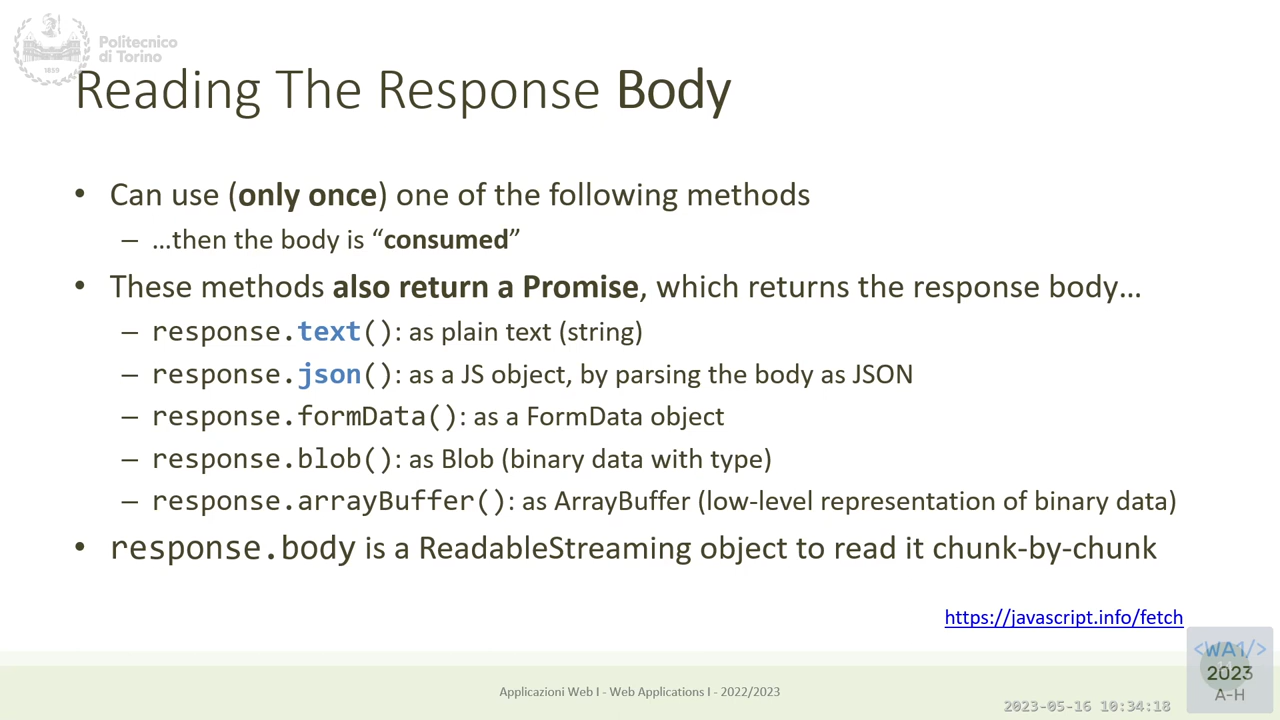 Politecnico
di Torino
1859
Reading The Response Body
• Can use (only once) one of the following methods
– …then the body is “consumed”
• These methods also return a Promise, which returns the response body…
– response.text(): as plain text (string)
– response.json(): as a JS object, by parsing the body as JSON
– response.formData(): as a FormData object
– response.blob(): as Blob (binary data with type)
– response.arrayBuffer(): as ArrayBuffer (low-level representation of binary data)
• response.body is a ReadableStreaming object to read it chunk-by-chunk
https://javascript.info/fetch
<WA1/>
2023
A-H
Applicazioni Web I - Web Applications I - 2022/2023
2023-05-16 10:34:18